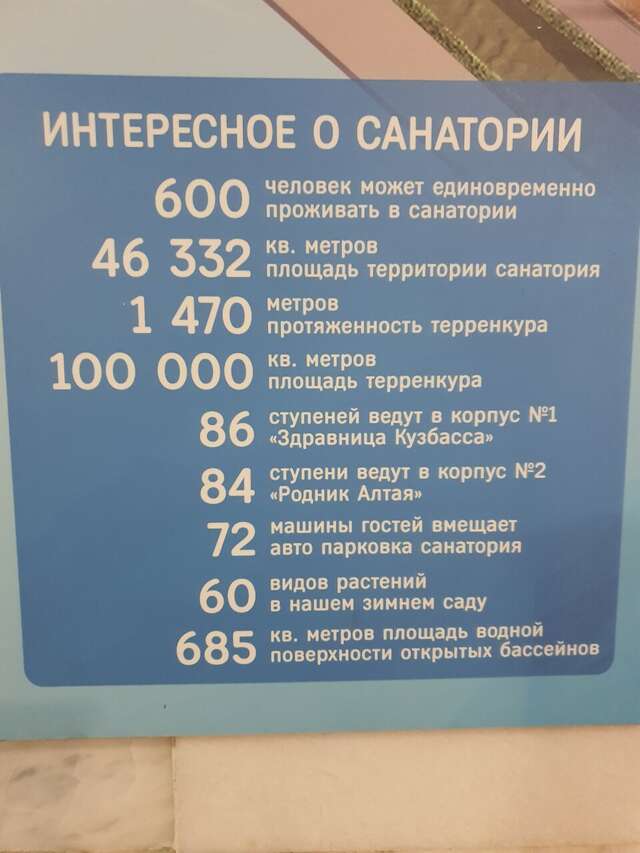 ИНТЕРЕСНОЕ О САНАТОРИИ
600 человек может единовременно
проживать в санатории
46 332 кв. метров
площадь территории санатория
1 470 метров
протяженность терренкура
100 000 кв. метров
площадь терренкура
86 ступеней ведут в корпус №1
«Здравница Кузбасса»
84 ступени ведут в корпус №2
«Родник Алтая»
72 машины гостей вмещает
авто парковка санатория
60 видов растений
в нашем зимнем саду
685 кв. метров площадь водной
поверхности открытых бассейнов